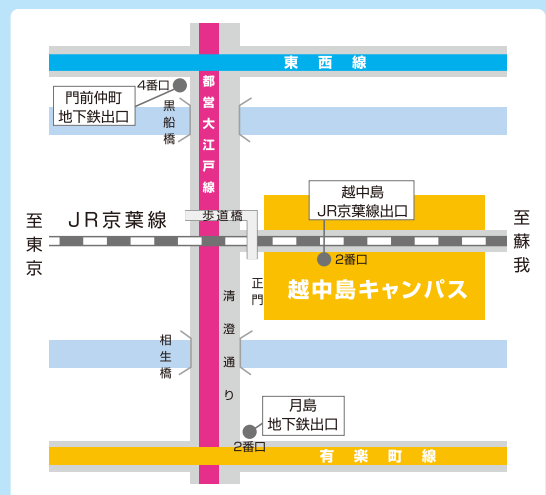 東西線
4番口
門前仲町
地下鉄出口
黒船橋
都営大江戸線
越中島
JR京葉線出口
至東京
JR京葉線
歩道橋
至蘇我
2番口
正門
越中島キャンパス
清澄通り
相生橋
月島
地下鉄出口
2番口
有楽町線